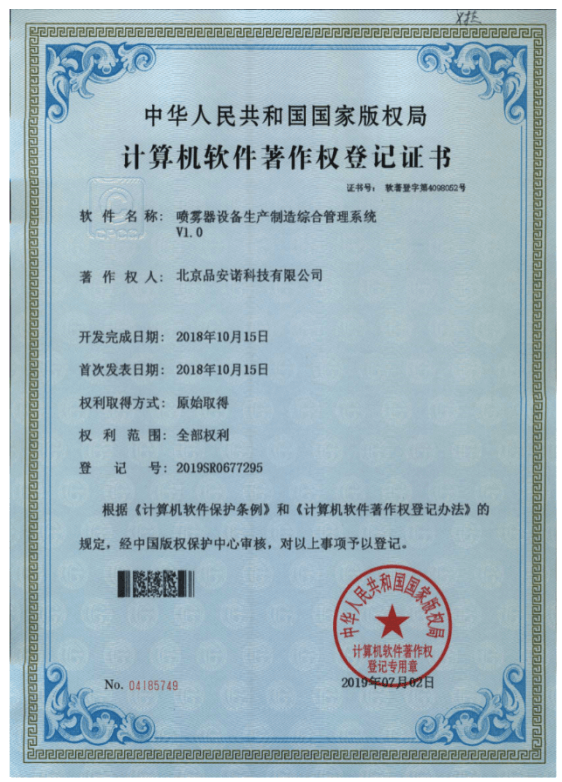 中华人民共和国国家版权局
计算机软件著作权登记证书
证书号： 软著登字第4098052号
软件名称： 喷雾器设备生产制造综合管理系统
V1.0
著作权人： 北京品安诺科技有限公司
开发完成日期： 2018年10月15日
首次发表日期： 2018年10月15日
权利取得方式： 原始取得
权利范围： 全部权利
登记号： 2019SR0677295
根据《计算机软件保护条例》和《计算机软件著作权登记办法》的
规定，经中国版权保护中心审核，对以上事项予以登记。
中华人民共和国国家版权局
计算机软件著作权
登记专用章
No. 04185749
2019年07月02日